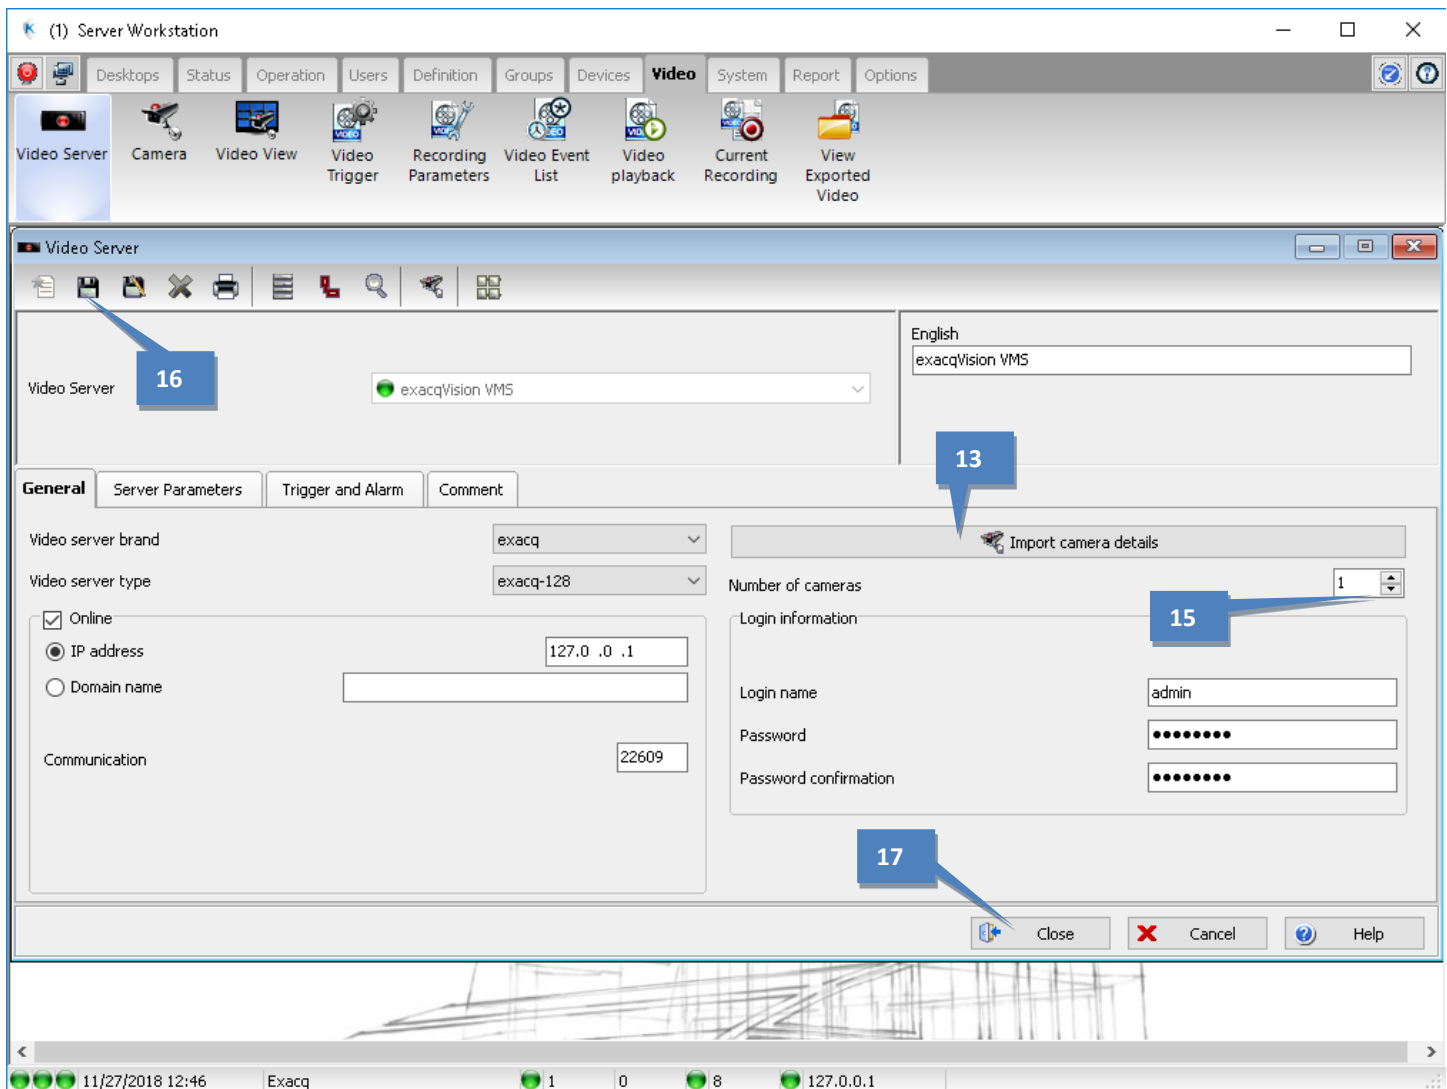 (1) Server Workstation
Desktops Status Operation Users Definition Groups Devices Video System Report Options
Video Server
Camera
Video View
Video Trigger
Recording Parameters
Video Event List
Video playback
Current Recording
View Exported Video
Video Server
16
Video Server
exacqVision VMS
English
exacqVision VMS
13
General Server Parameters Trigger and Alarm Comment
Video server brand
exacq
Import camera details
Video server type
exacq-128
Number of cameras
1
15
Online
IP address
127.0 .0 .1
Domain name
Communication
22609
Login information
Login name
admin
Password
••••••••
Password confirmation
••••••••
17
Close Cancel Help
11/27/2018 12:46 Exacq 1 0 8 127.0.0.1